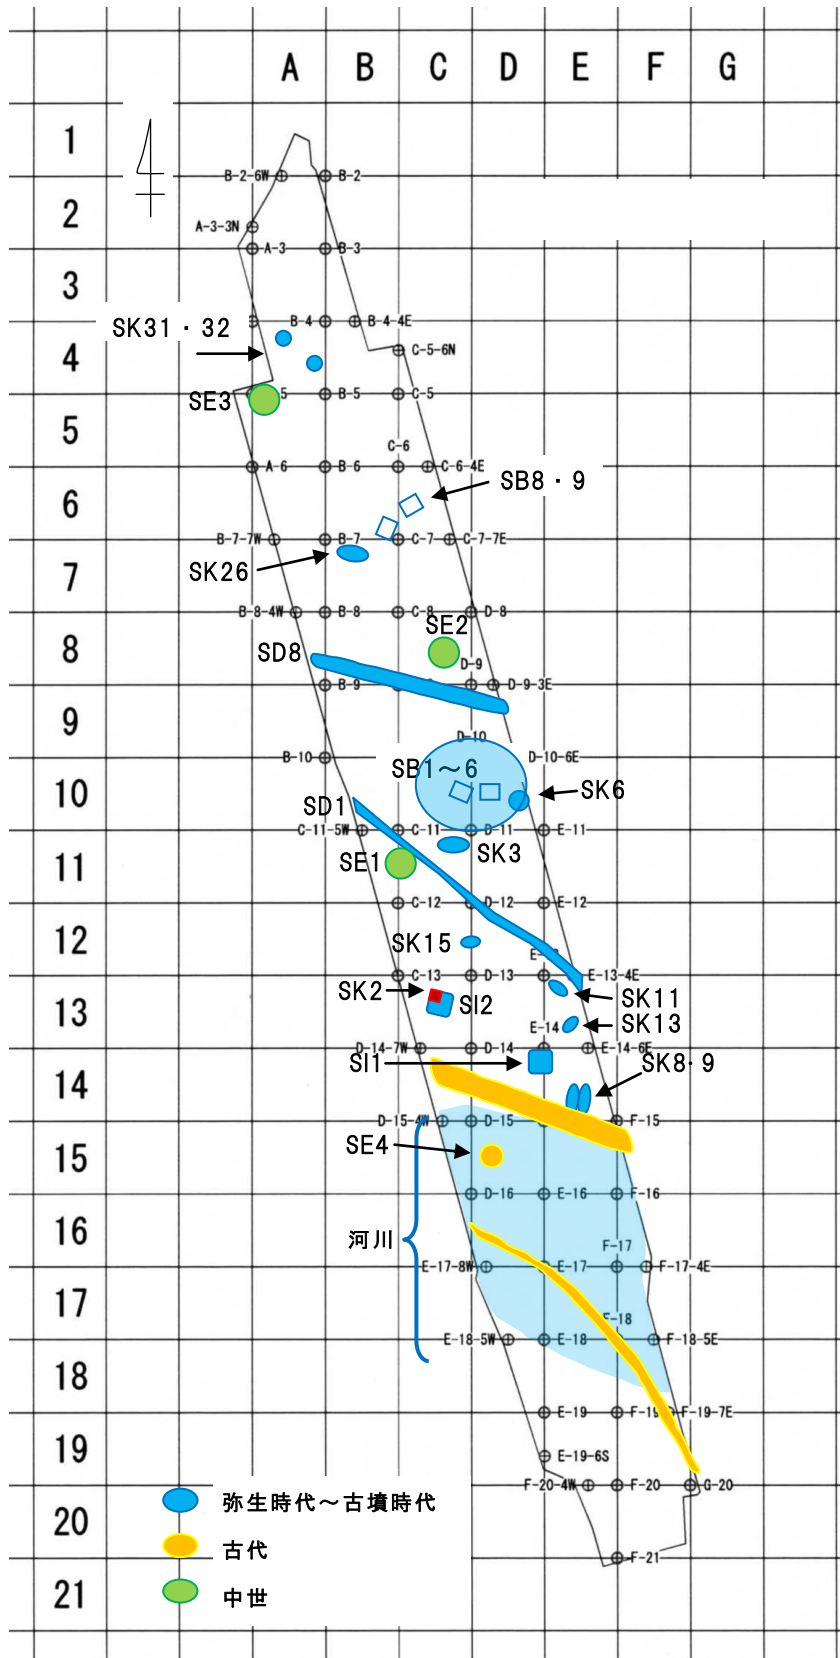 A B C D E F G
1
B-2-6W B-2
2
A-3-3N
A-3 B-3
3
B-4 B-4-4E
SK31・32
4
C-5-6N
SE3
5 B-5 C-5
5
C-6
A-6 B-6 C-6-4E
SB8・9
6
B-7-7W B-7 C-7 C-7-7E
SK26
7
B-8-4W B-8 C-8 D-8
SE2
8
SD8
D-9
B-9 D-9-3E
9
D-10
B-10 D-10-6E
SB1～6
10
SK6
SD1
C-11-5W C-11 D-11 E-11
SK3
SE1
11
C-12 D-12 E-12
12
SK15
C-13 D-13 E-13-4E
SK2
SI2
SK11
13
E-14
SK13
D-14-7W D-14 E-14-6E
SI1
SK8・9
14
D-15-4W D-15 F-15
SE4
15
D-16 E-16 F-16
16
河川
F-17
E-17-8W E-17 F-17-4E
17
F-18
E-18-5W E-18 F-18-5E
18
E-19 F-19 F-19-7E
19
E-19-6S
F-20-4W F-20 G-20
弥生時代～古墳時代
20
古代
F-21
21
中世